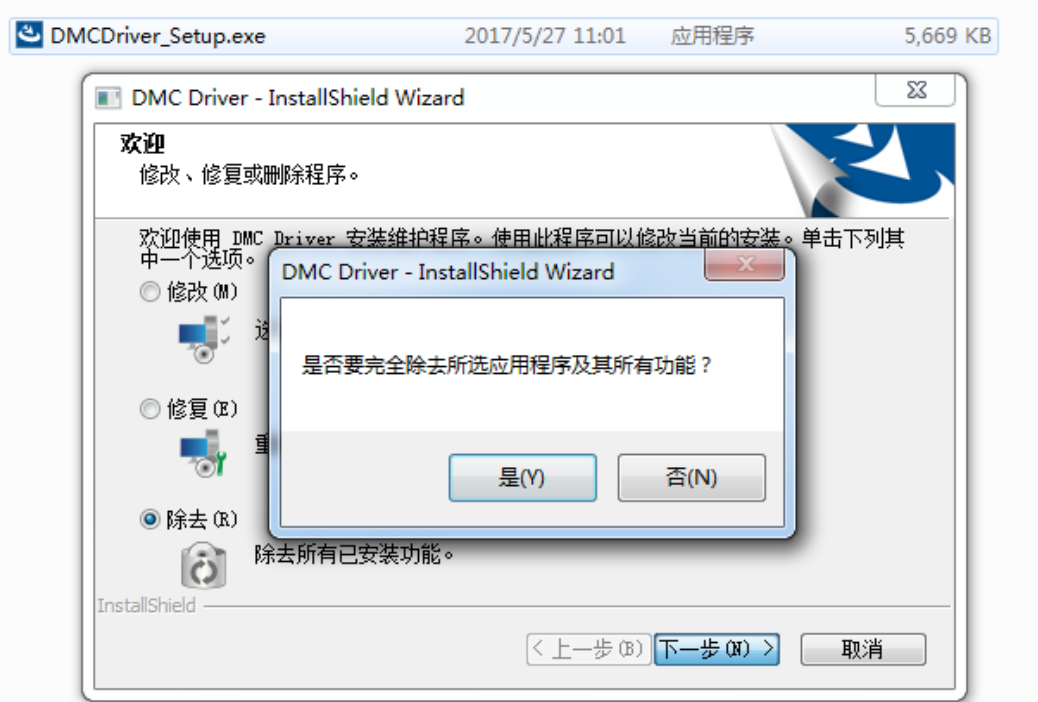 DMCDriver_Setup.exe 2017/5/27 11:01 应用程序 5,669 KB
DMC Driver - InstallShield Wizard
欢迎
修改、修复或删除程序。
欢迎使用 DMC Driver 安装维护程序。使用此程序可以修改当前的安装。单击下列其
中一个选项。
DMC Driver - InstallShield Wizard
修改(M)
是否要完全除去所选应用程序及其所有功能？
修复(E)
是(Y) 否(N)
除去(R)
除去所有已安装功能。
InstallShield
< 上一步(B) 下一步(N) > 取消